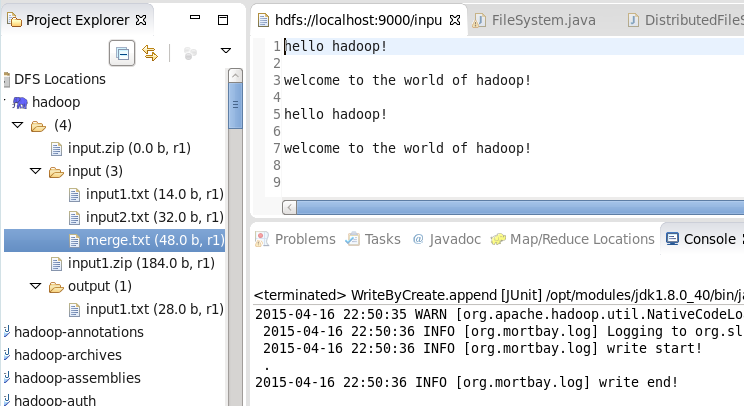 Project Explorer
DFS Locations
hadoop
(4)
input.zip (0.0 b, r1)
input (3)
input1.txt (14.0 b, r1)
input2.txt (32.0 b, r1)
merge.txt (48.0 b, r1)
input1.zip (184.0 b, r1)
output (1)
input1.txt (28.0 b, r1)
hadoop-annotations
hadoop-archives
hadoop-assemblies
hadoop-auth
hdfs://localhost:9000/inpu
FileSystem.java
DistributedFileS
1 hello hadoop!
2
3 welcome to the world of hadoop!
4
5 hello hadoop!
6
7 welcome to the world of hadoop!
8
9
Problems @ Javadoc Tasks Map/Reduce Locations Console
<terminated> WriteByCreate.append [JUnit] /opt/modules/jdk1.8.0_40/bin/ja
2015-04-16 22:50:35 WARN [org.apache.hadoop.util.NativeCodeLoa
2015-04-16 22:50:36 INFO [org.mortbay.log] Logging to org.sl
2015-04-16 22:50:36 INFO [org.mortbay.log] write start!
.
2015-04-16 22:50:36 INFO [org.mortbay.log] write end!